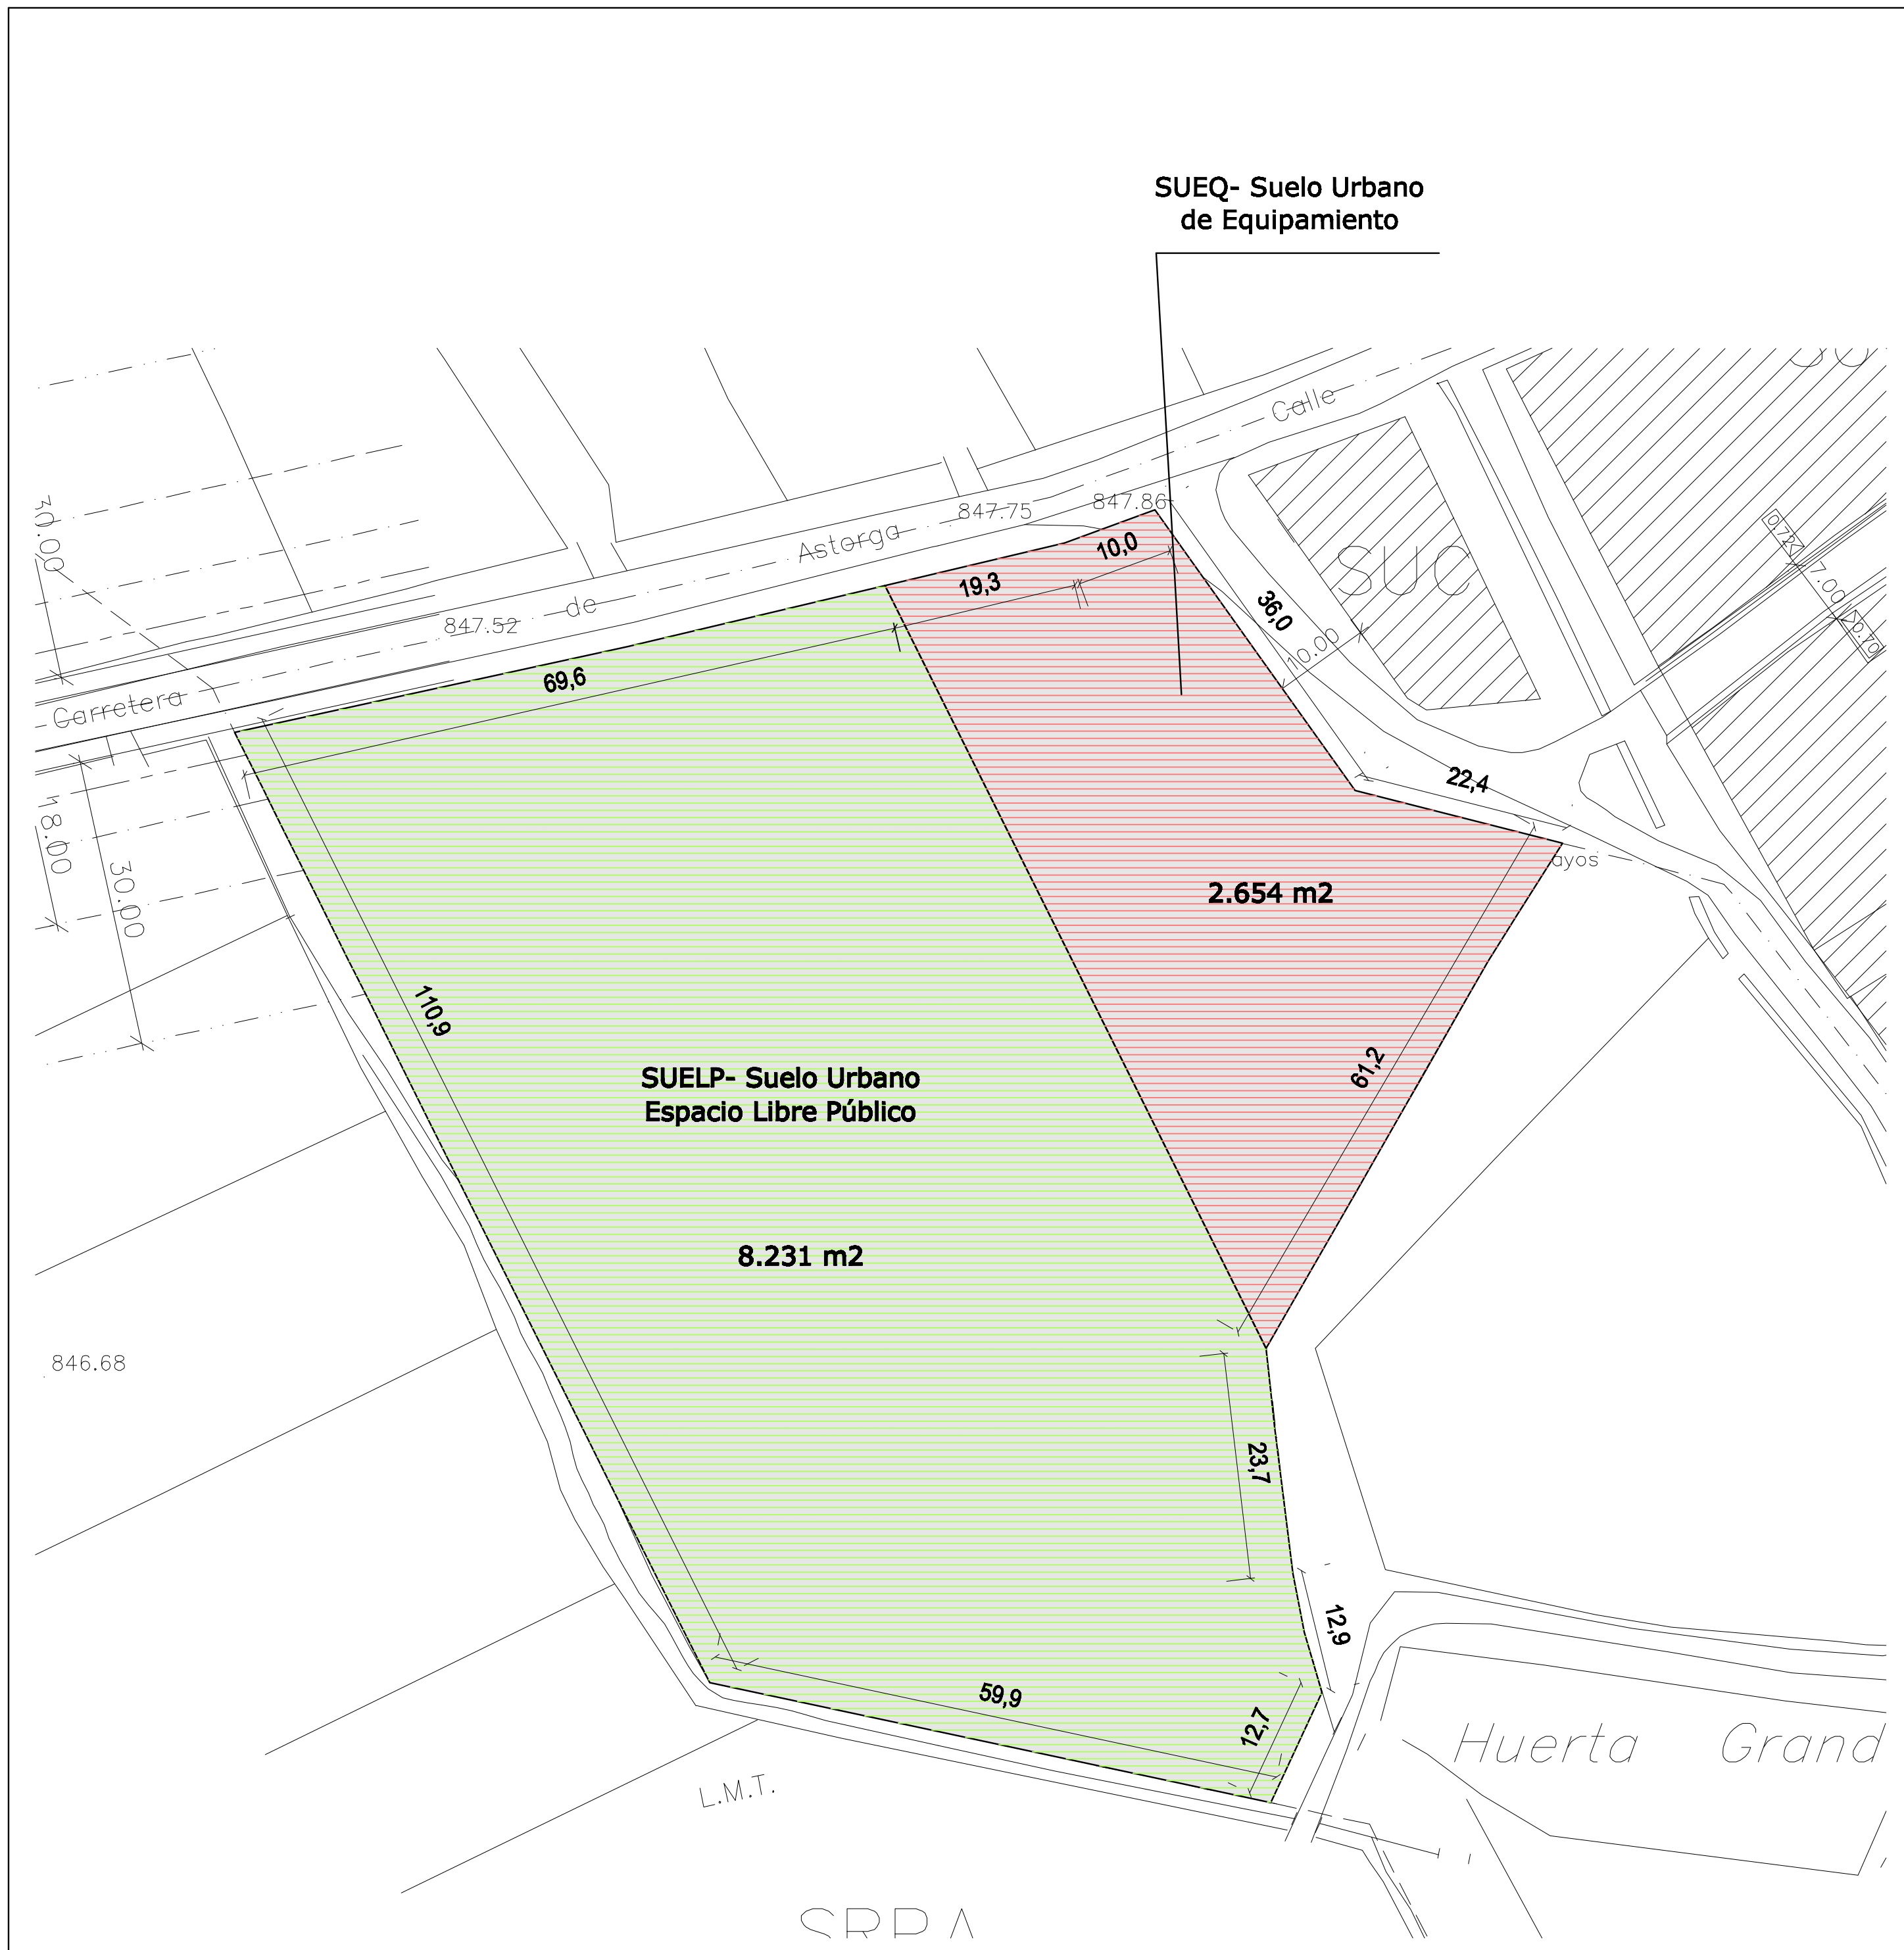 SUEQ- Suelo Urbano
de Equipamiento
Calle
847.86
847.75
Astorga
de
847.52
Carretera
30.00
10,0
19,3
69,6
36,0
10.00
SUC
7.00
22,4
18.00
30.00
ayos
2.654 m2
110,9
61,2
SUELP- Suelo Urbano
Espacio Libre Público
8.231 m2
846.68
23,7
12,9
59,9
12,7
Huerta Grand
L.M.T.